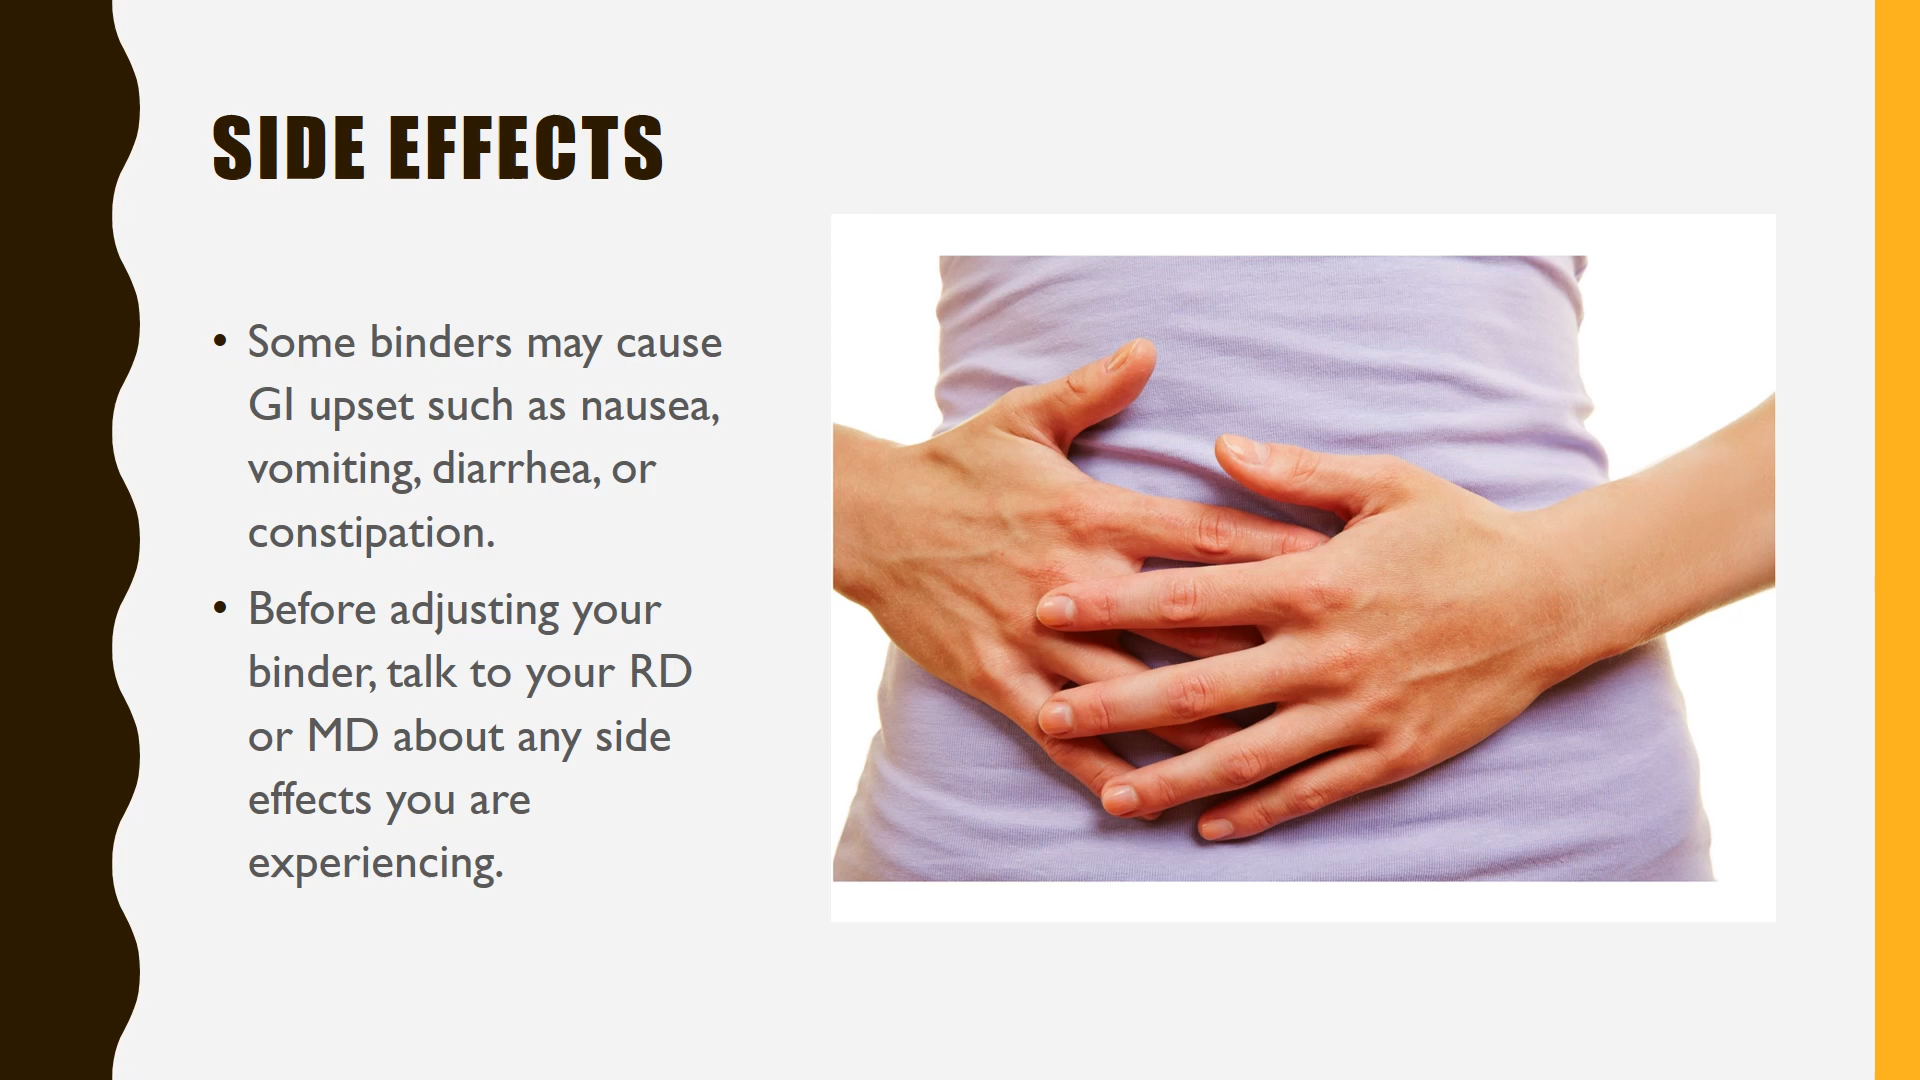 SIDE EFFECTS
• Some binders may cause
GI upset such as nausea,
vomiting, diarrhea, or
constipation.
• Before adjusting your
binder, talk to your RD
or MD about any side
effects you are
experiencing.